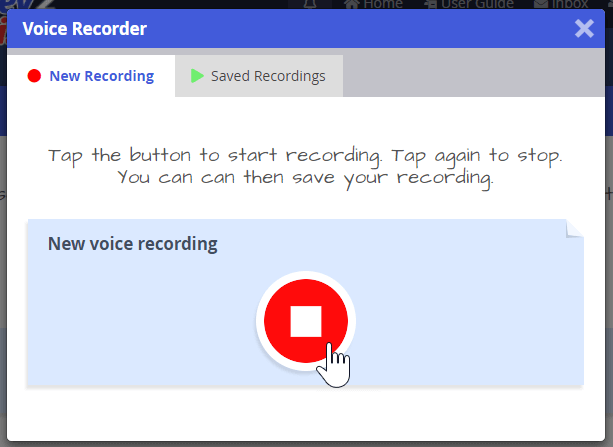 Home User Guide Inbox
Voice Recorder
New Recording Saved Recordings
Tap the button to start recording. Tap again to stop.
You can can then save your recording.
New voice recording